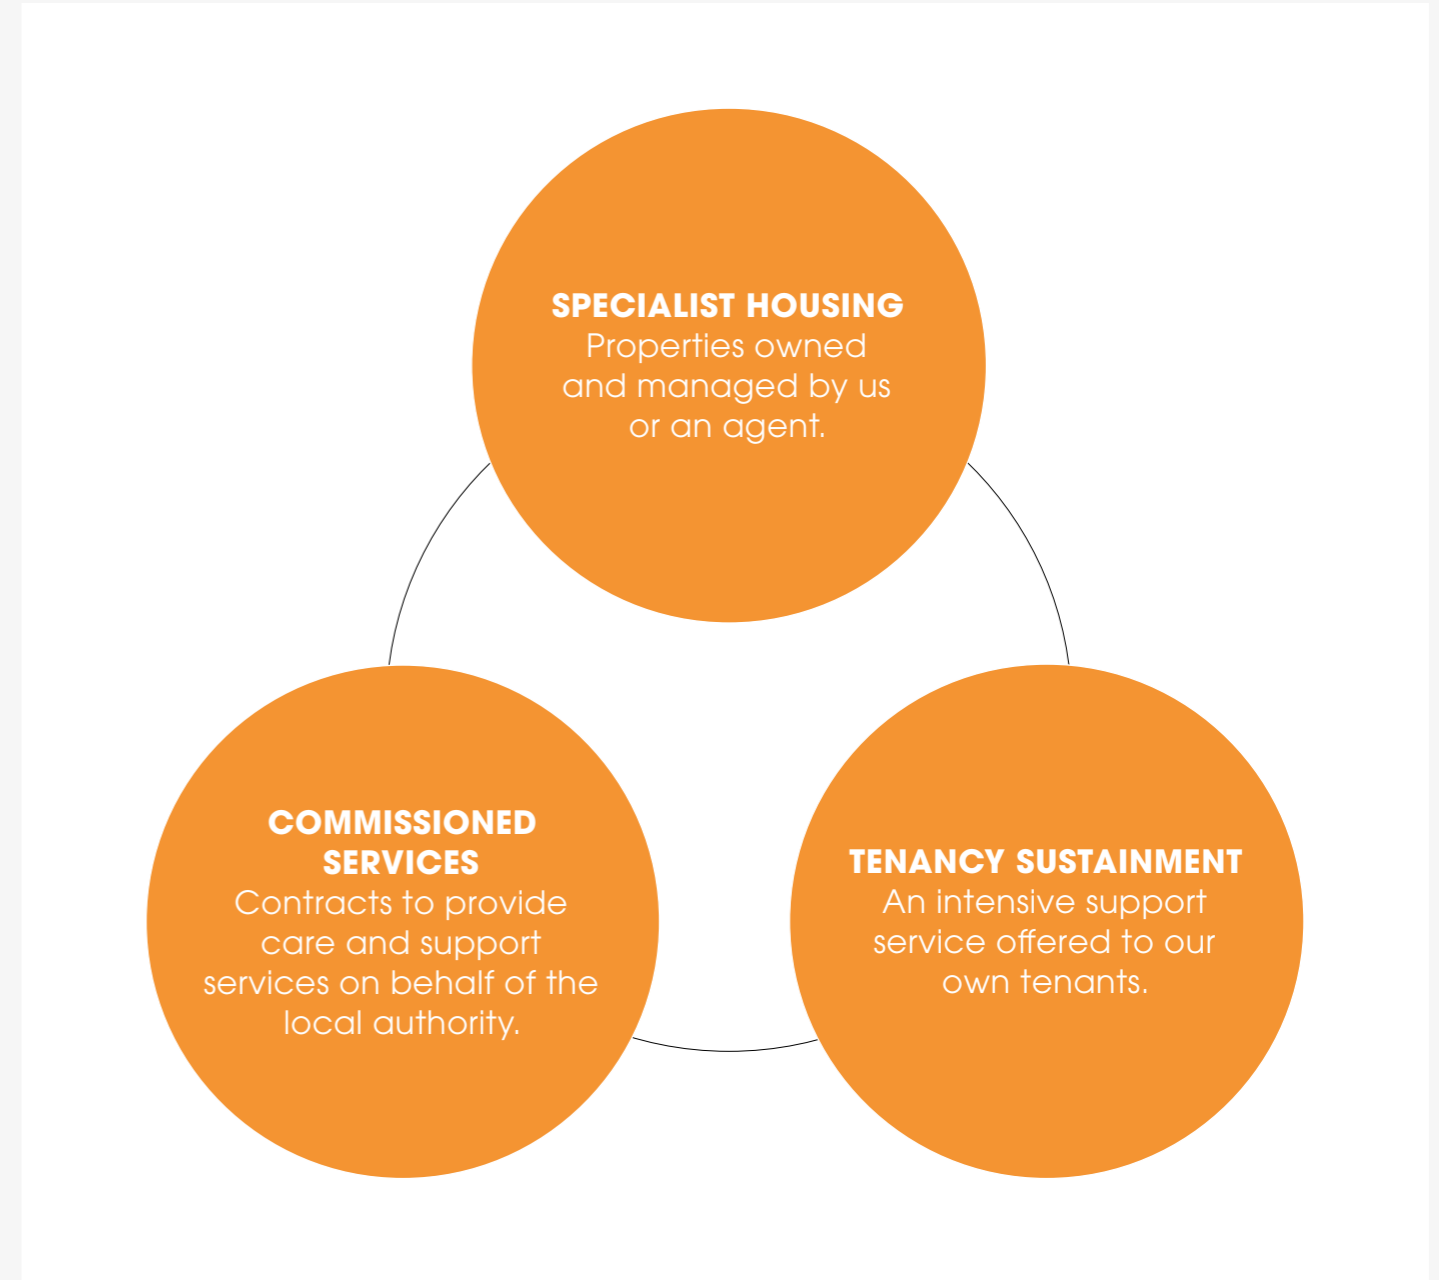 SPECIALIST HOUSING
Properties owned
and managed by us
or an agent.
COMMISSIONED
SERVICES
Contracts to provide
care and support
services on behalf of the
local authority.
TENANCY SUSTAINMENT
An intensive support
service offered to our
own tenants.